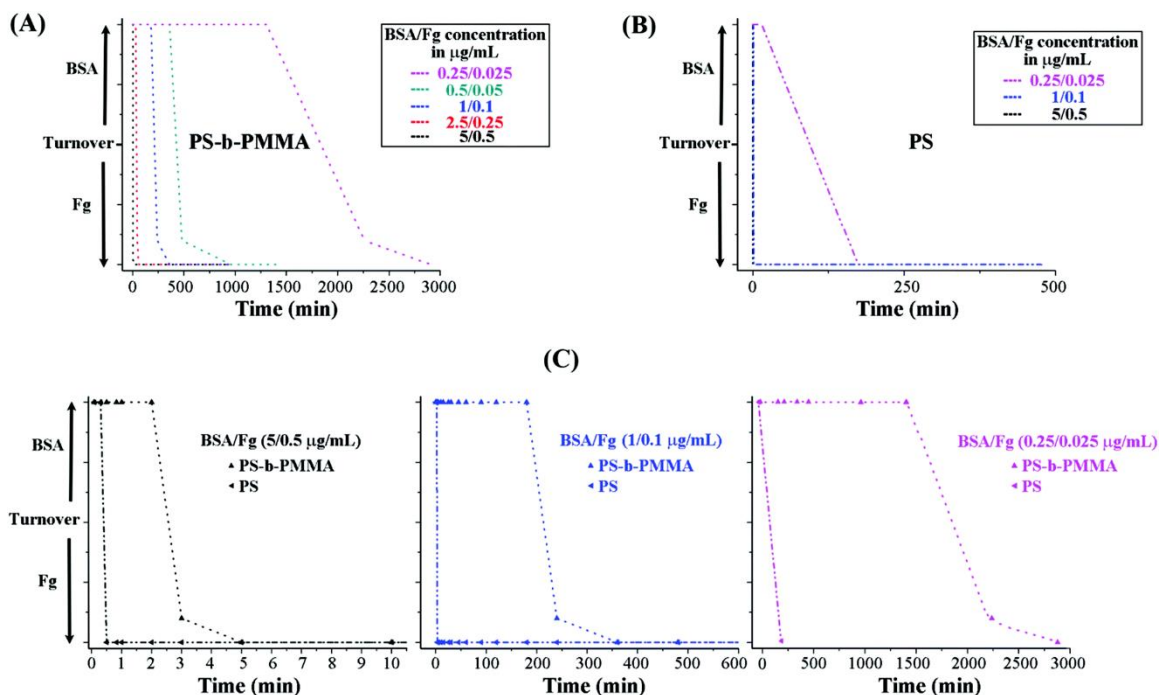 (A)
BSA
Turnover
Fg
BSA/Fg concentration
in μg/mL
0.25/0.025
0.5/0.05
1/0.1
2.5/0.25
5/0.5
PS-b-PMMA
0 500 1000 1500 2000 2500 3000
Time (min)
(B)
BSA
Turnover
Fg
BSA/Fg concentration
in μg/mL
0.25/0.025
1/0.1
5/0.5
PS
0 250 500
Time (min)
(C)
BSA
Turnover
Fg
BSA/Fg (5/0.5 μg/mL)
PS-b-PMMA
PS
0 1 2 3 4 5 6 7 8 9 10
Time (min)
BSA/Fg (1/0.1 μg/mL)
PS-b-PMMA
PS
0 100 200 300 400 500 600
Time (min)
BSA/Fg (0.25/0.025 μg/mL)
PS-b-PMMA
PS
0 500 1000 1500 2000 2500 3000
Time (min)